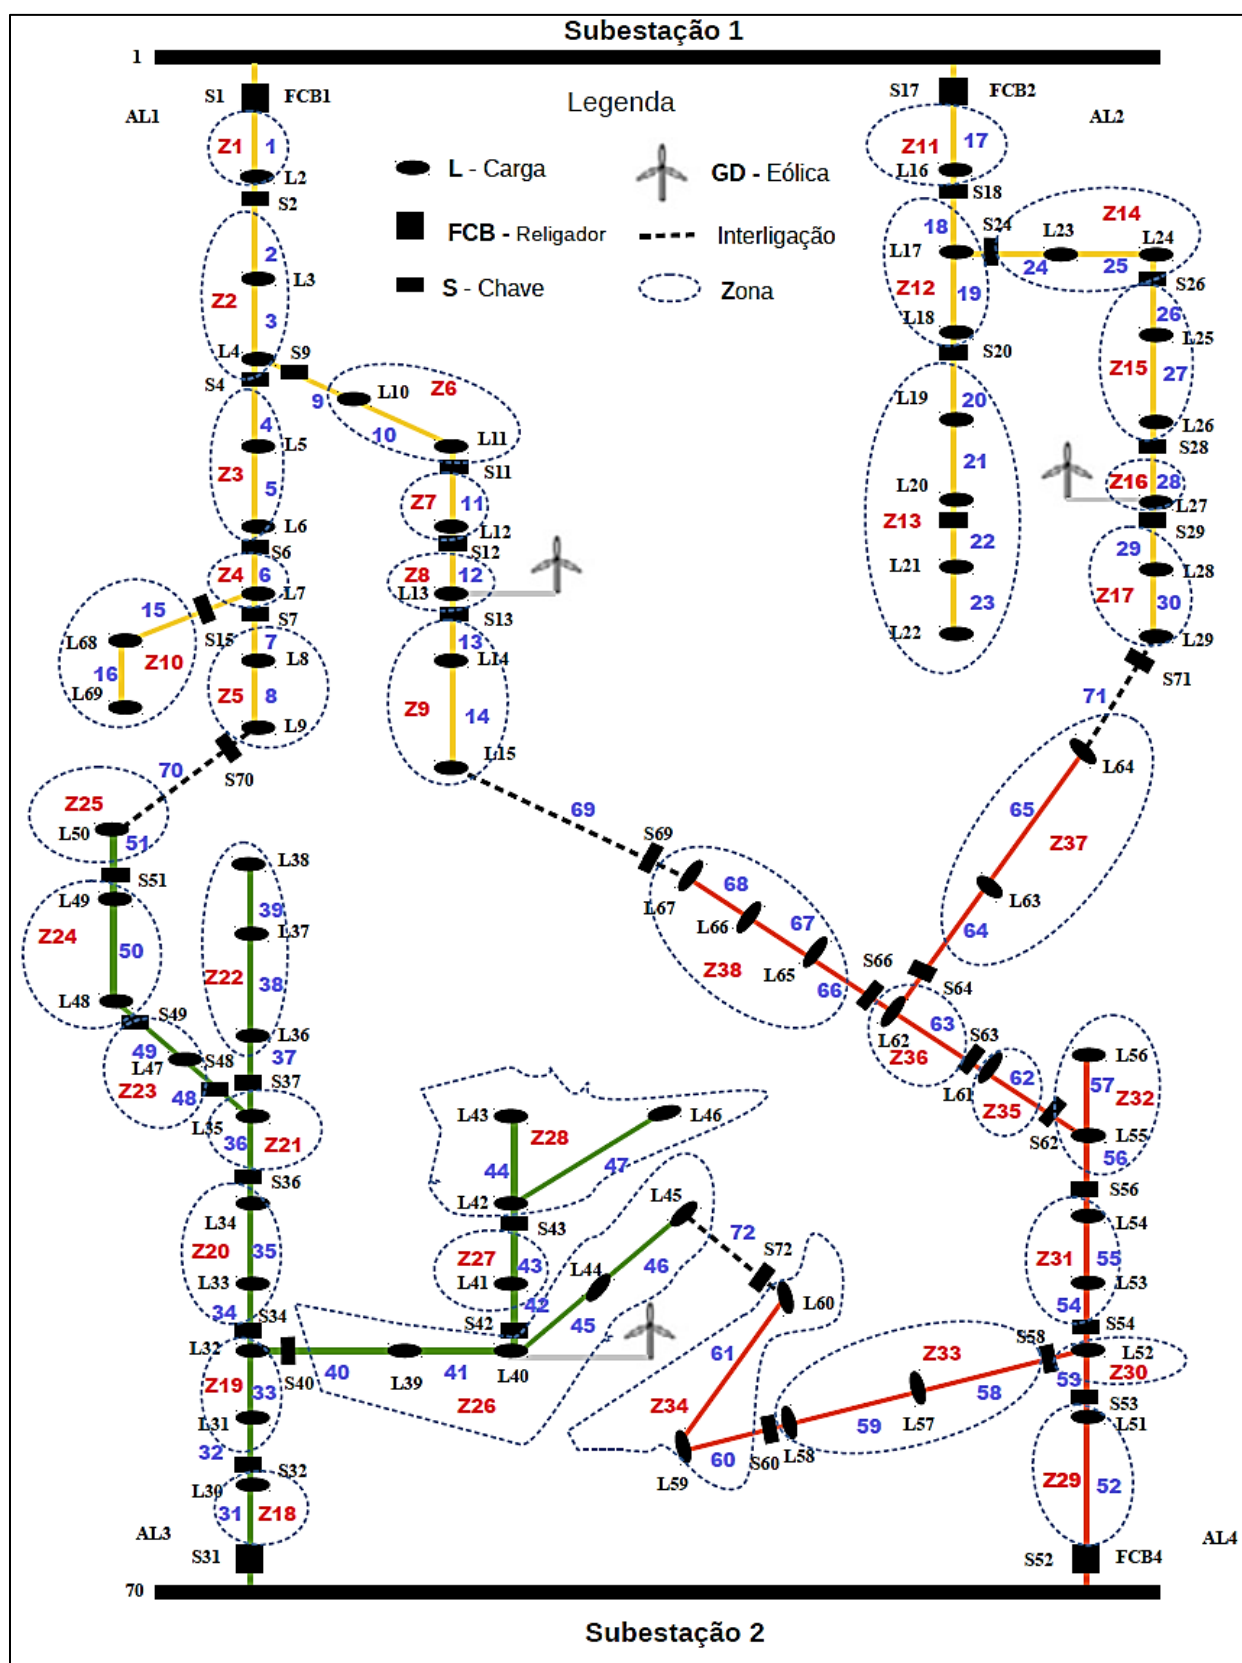 Subestação 1
1
S1 FCB1
AL1
Z1 1
L2
S2
2
L3
Z2
3
L4 S9
S4
Legenda
L - Carga
GD - Eólica
FCB - Religador
Interligação
S - Chave
Zona
S17 FCB2
AL2
Z11 17
L16
S18
18
L17
S24 L23 Z14 L24
24 25
S26
Z12 19
L18
S20
26
L25
Z15 27
L26
S28
Z16 28
L27
S29
29
L28
Z17 30
L29
S71
71
L19 20
21
L20
Z13
22
L21
23
L22
4
L5
Z3
5
L6
S6
Z4 6
L7
15
S15 S7
L68
7
Z10 L8
16
L69
Z5 8
L9
70
S70
9 L10 Z6
10
L11
S11
Z7 11
L12
S12
Z8 12
L13
S13
13
L14
Z9 14
L15
69
S69
Z25
L50 51
S51
L49
Z24 50
L48
S49
49
L47 S48
Z23 48
L35
L38
39
L37
Z22 38
L36
37
S37
36 Z21
S36
L34
Z20 35
L33
34
S34
L32
S40
Z19 33
L31
32
S32
L30
31 Z18
AL3
S31
L64
65
Z37
L63
64
68
L67
L66 67
L65
Z38
66
S66
S64
L62 63
Z36
S63
L61 62
Z35
S62
L56
57 Z32
L55
56
S56
L54
Z31 55
L53
54
S54
S58
L52
53 Z30
S53
L51
Z29 52
S52 FCB4
AL4
L43 L46
Z28
44 47
L42
S43
L45
72
S72
Z27 43
L41
42
L44 46
45
S42
L60
40 L39 41 L40
Z26
61
Z34
Z33
58
L57
59
L58
S60
60
L59
70
Subestação 2